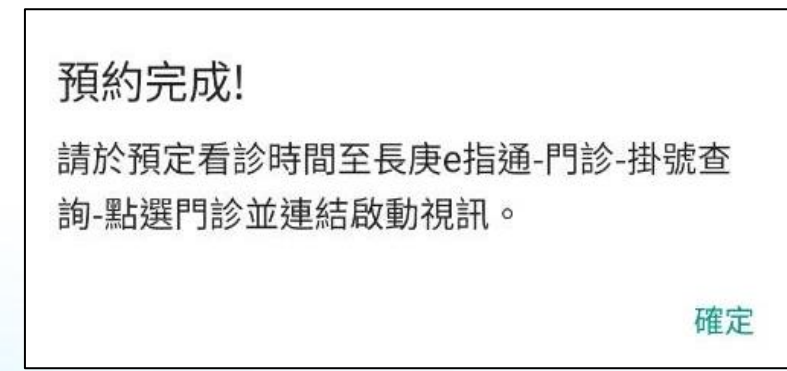 預約完成!
請於預定看診時間至長庚e指通-門診-掛號查
詢-點選門診並連結啟動視訊。
確定